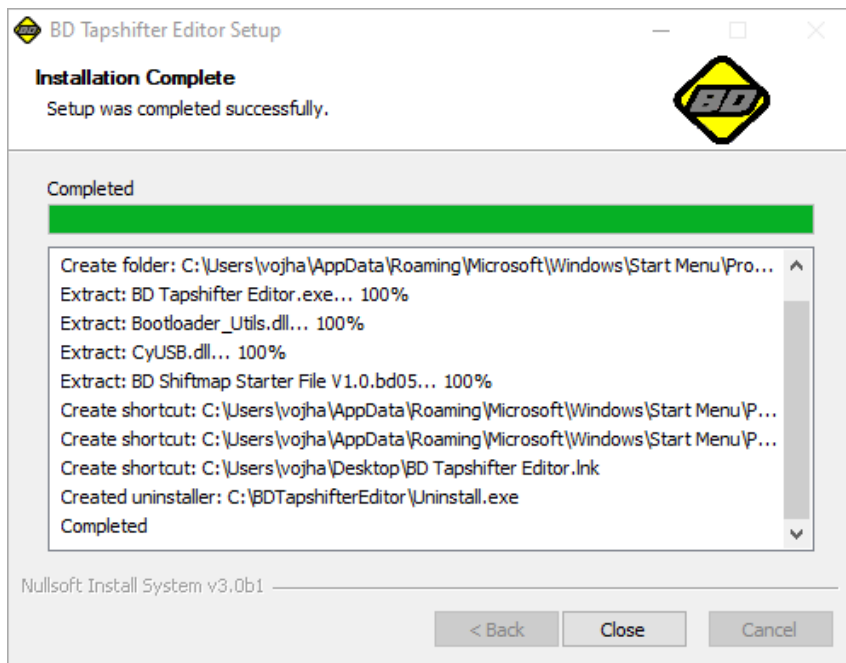 BD Tapshifter Editor Setup
Installation Complete
Setup was completed successfully.
BD
Completed
Create folder: C:\Users\vojha\AppData\Roaming\Microsoft\Windows\Start Menu\Pro...
Extract: BD Tapshifter Editor.exe... 100%
Extract: Bootloader_Utils.dll... 100%
Extract: CyUSB.dll... 100%
Extract: BD Shiftmap Starter File V1.0.bd05... 100%
Create shortcut: C:\Users\vojha\AppData\Roaming\Microsoft\Windows\Start Menu\P...
Create shortcut: C:\Users\vojha\AppData\Roaming\Microsoft\Windows\Start Menu\P...
Create shortcut: C:\Users\vojha\Desktop\BD Tapshifter Editor.lnk
Created uninstaller: C:\BDTapshifterEditor\Uninstall.exe
Completed
Nullsoft Install System v3.0b1
< Back Close Cancel